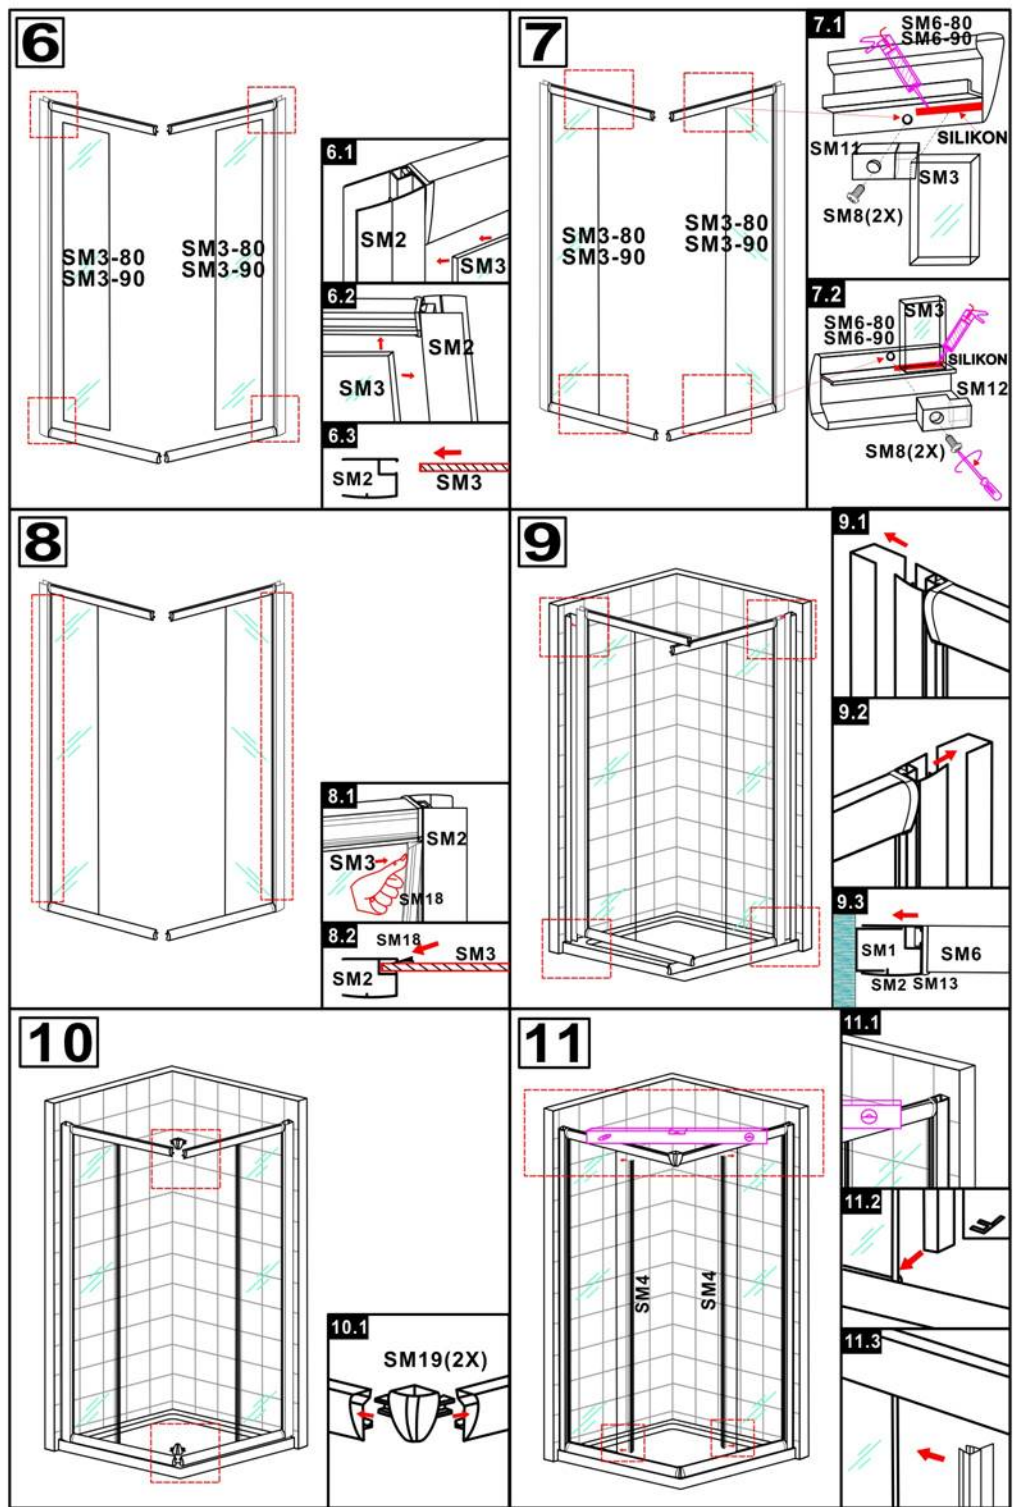 6
SM3-80
SM3-90
SM3-80
SM3-90
6.1
SM2
SM3
6.2
SM2
SM3
6.3
SM2
SM3
7
SM3-80
SM3-90
SM3-80
SM3-90
7.1
SM6-80
SM6-90
SILIKON
SM11
SM3
SM8(2X)
7.2
SM3
SM6-80
SM6-90
SILIKON
SM12
SM8(2X)
8
8.1
SM2
SM3
SM18
8.2
SM18
SM3
SM2
9
9.1
9.2
9.3
SM1
SM6
SM2 SM13
10
10.1
SM19(2X)
11
SM4
SM4
11.1
11.2
11.3